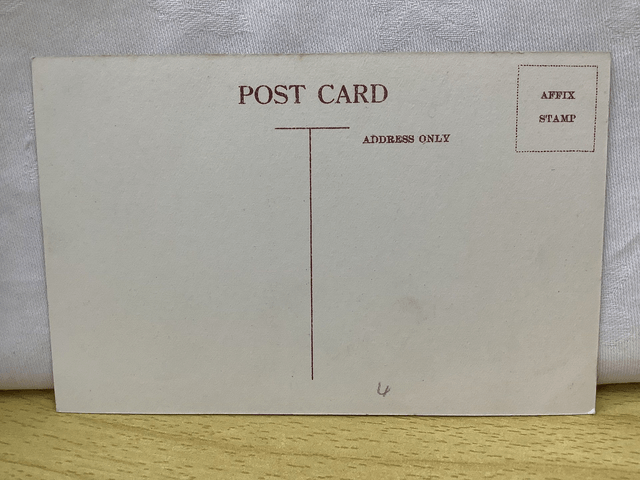 POST CARD
AFFIX
STAMP
ADDRESS ONLY
4